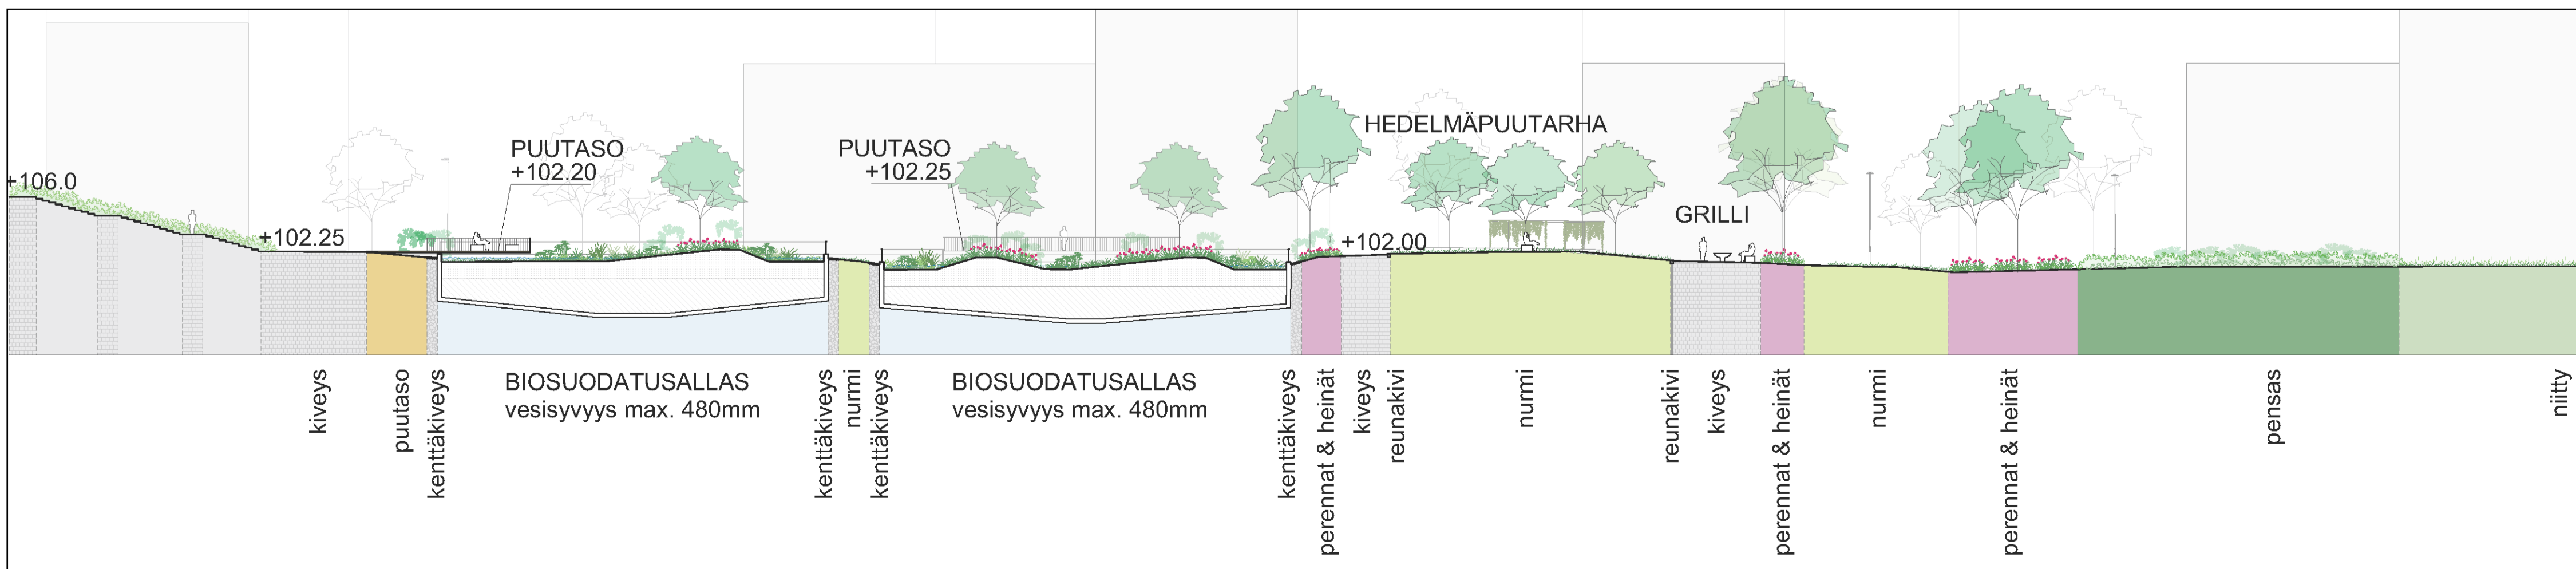 +106.0
+102.25
PUUTASO
+102.20
PUUTASO
+102.25
HEDELMÄPUUTARHA
+102.00
GRILLI
kiveys
puutaso
kenttäkiveys
BIOSUODATUSALLAS
vesisyvyys max. 480mm
kenttäkiveys
nurmi
kenttäkiveys
BIOSUODATUSALLAS
vesisyvyys max. 480mm
kenttäkiveys
perennat & heinät
kiveys
reunakivi
nurmi
reunakivi
kiveys
perennat & heinät
nurmi
perennat & heinät
pensas
niitty